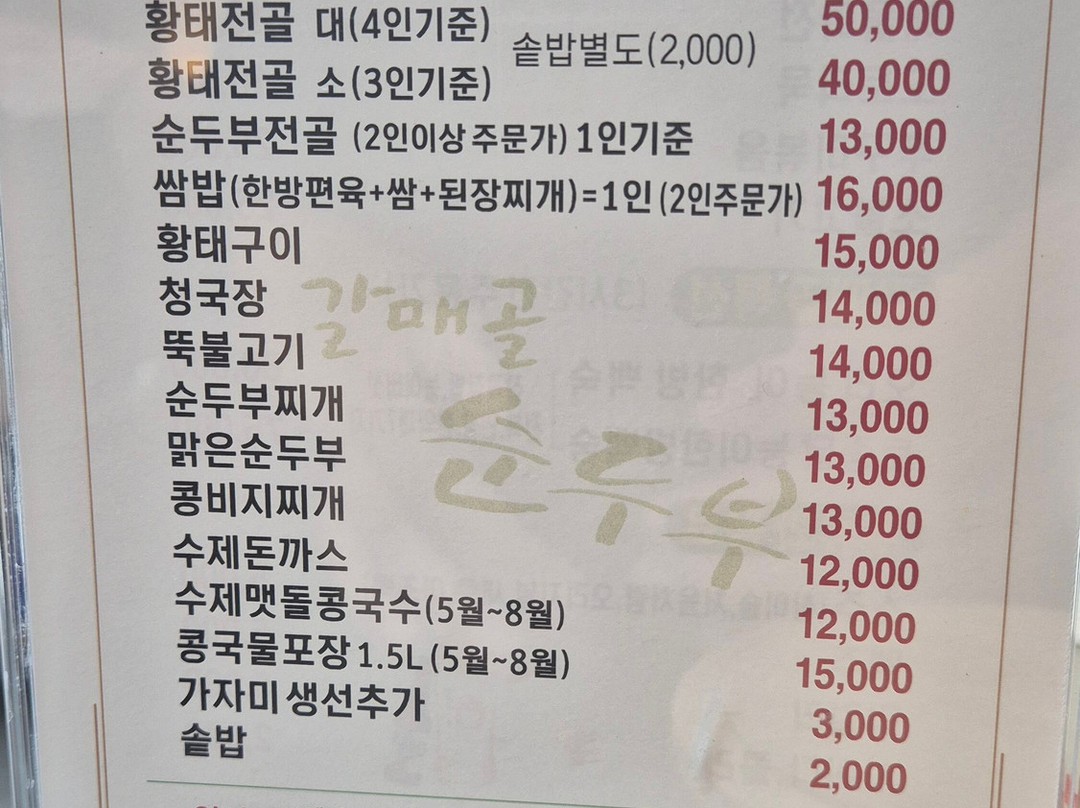 황태전골 대(4인기준) 50,000
솥밥별도(2,000)
황태전골 소(3인기준) 40,000
순두부전골 (2인이상 주문가) 1인기준 13,000
쌈밥(한방편육+쌈+된장찌개)=1인 (2인주문가) 16,000
황태구이 15,000
청국장 14,000
뚝불고기 14,000
순두부찌개 13,000
맑은순두부 13,000
콩비지찌개 13,000
수제돈까스 12,000
수제맷돌콩국수(5월~8월) 12,000
콩국물포장 1.5L (5월~8월) 15,000
가자미생선추가 3,000
솥밥 2,000
갈매골
순두부